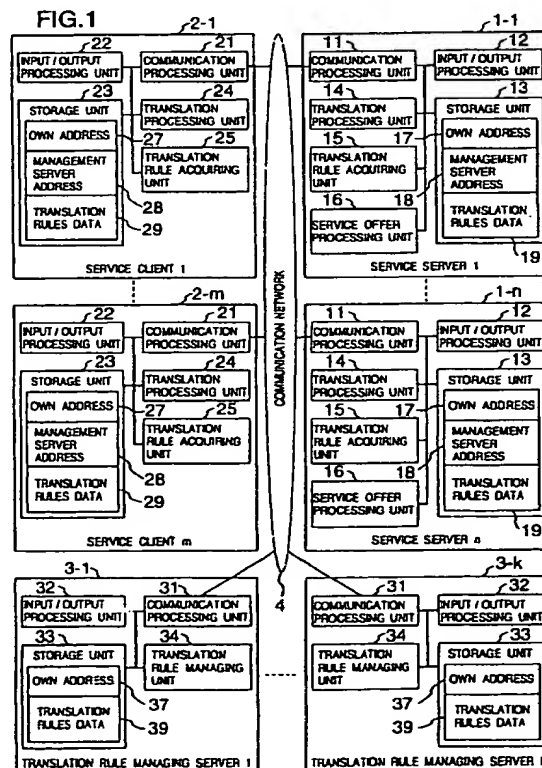 FIG.1
2-1
22
21
INPUT / OUTPUT PROCESSING UNIT
COMMUNICATION PROCESSING UNIT
23
24
STORAGE UNIT
TRANSLATION PROCESSING UNIT
OWN ADDRESS
27
25
MANAGEMENT SERVER ADDRESS
TRANSLATION RULE ACQUIRING UNIT
28
TRANSLATION RULES DATA
29
SERVICE CLIENT 1
1-1
11
12
COMMUNICATION PROCESSING UNIT
INPUT / OUTPUT PROCESSING UNIT
14
13
TRANSLATION PROCESSING UNIT
STORAGE UNIT
15
17
OWN ADDRESS
TRANSLATION RULE ACQUIRING UNIT
MANAGEMENT SERVER ADDRESS
16
18
SERVICE OFFER PROCESSING UNIT
TRANSLATION RULES DATA
19
SERVICE SERVER 1
COMMUNICATION NETWORK
4
2-m
22
21
INPUT / OUTPUT PROCESSING UNIT
COMMUNICATION PROCESSING UNIT
23
24
STORAGE UNIT
TRANSLATION PROCESSING UNIT
OWN ADDRESS
27
25
MANAGEMENT SERVER ADDRESS
TRANSLATION RULE ACQUIRING UNIT
28
TRANSLATION RULES DATA
29
SERVICE CLIENT m
1-n
11
12
COMMUNICATION PROCESSING UNIT
INPUT / OUTPUT PROCESSING UNIT
14
13
TRANSLATION PROCESSING UNIT
STORAGE UNIT
15
17
OWN ADDRESS
TRANSLATION RULE ACQUIRING UNIT
MANAGEMENT SERVER ADDRESS
16
18
SERVICE OFFER PROCESSING UNIT
TRANSLATION RULES DATA
19
SERVICE SERVER n
3-1
32
31
INPUT / OUTPUT PROCESSING UNIT
COMMUNICATION PROCESSING UNIT
33
34
STORAGE UNIT
TRANSLATION RULE MANAGING UNIT
OWN ADDRESS
37
TRANSLATION RULES DATA
39
TRANSLATION RULE MANAGING SERVER 1
3-k
31
32
COMMUNICATION PROCESSING UNIT
INPUT / OUTPUT PROCESSING UNIT
34
33
TRANSLATION RULE MANAGING UNIT
STORAGE UNIT
37
OWN ADDRESS
39
TRANSLATION RULES DATA
TRANSLATION RULE MANAGING SERVER